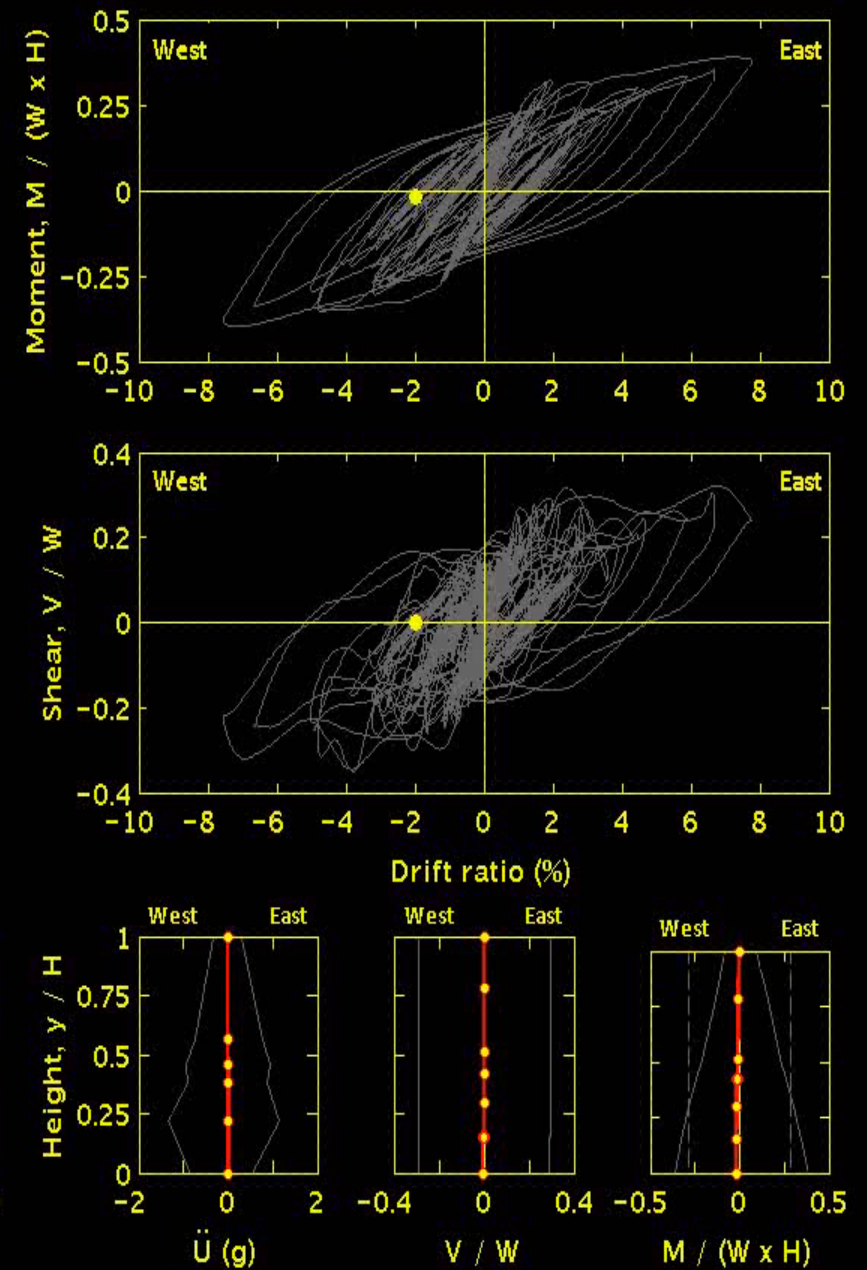 Moment, M / (W x H)
0.5
0.25
0
−0.25
−0.5
West
East
−10 −8 −6 −4 −2 0 2 4 6 8 10
Shear, V / W
0.4
0.2
0
−0.2
−0.4
West
East
−10 −8 −6 −4 −2 0 2 4 6 8 10
Drift ratio (%)
Height, y / H
1
0.75
0.5
0.25
0
West East
−2 0 2
Ü (g)
West East
−0.4 0 0.4
V / W
West East
−0.5 0 0.5
M / (W x H)